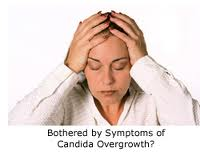 Bothered by Symptoms of
Candida Overgrowth?